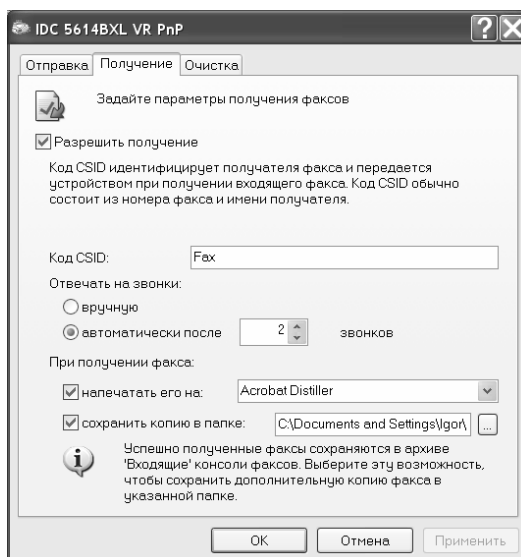 IDC 5614BXL VR PnP
Отправка Получение Очистка
Задайте параметры получения факсов
Разрешить получение
Код CSID идентифицирует получателя факса и передается
устройством при получении входящего факса. Код CSID обычно
состоит из номера факса и имени получателя.
Код CSID: Fax
Отвечать на звонки:
вручную
автоматически после 2 звонков
При получении факса:
напечатать его на: Acrobat Distiller
сохранить копию в папке: C:\Documents and Settings\Igor\ ...
Успешно полученные факсы сохраняются в архиве
'Входящие' консоли факсов. Выберите эту возможность,
чтобы сохранить дополнительную копию факса в
указанной папке.
OK Отмена Применить